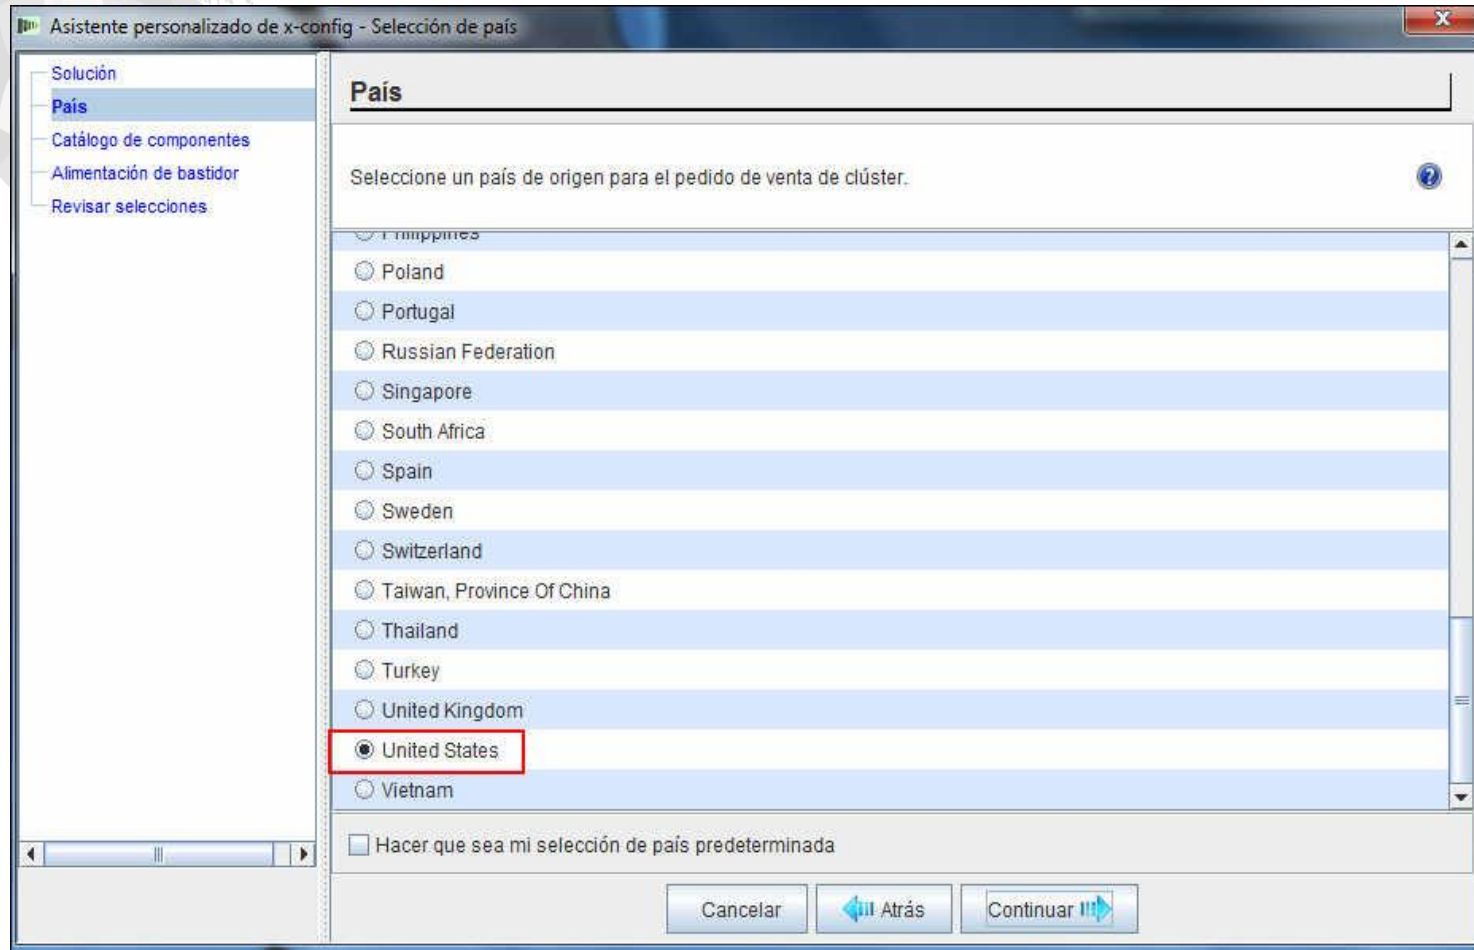 Asistente personalizado de x-config - Selección de país
Solución
País
Catálogo de componentes
Alimentación de bastidor
Revisar selecciones
País
Seleccione un país de origen para el pedido de venta de clúster.
Philippines
Poland
Portugal
Russian Federation
Singapore
South Africa
Spain
Sweden
Switzerland
Taiwan, Province Of China
Thailand
Turkey
United Kingdom
United States
Vietnam
Hacer que sea mi selección de país predeterminada
Cancelar
Atrás
Continuar